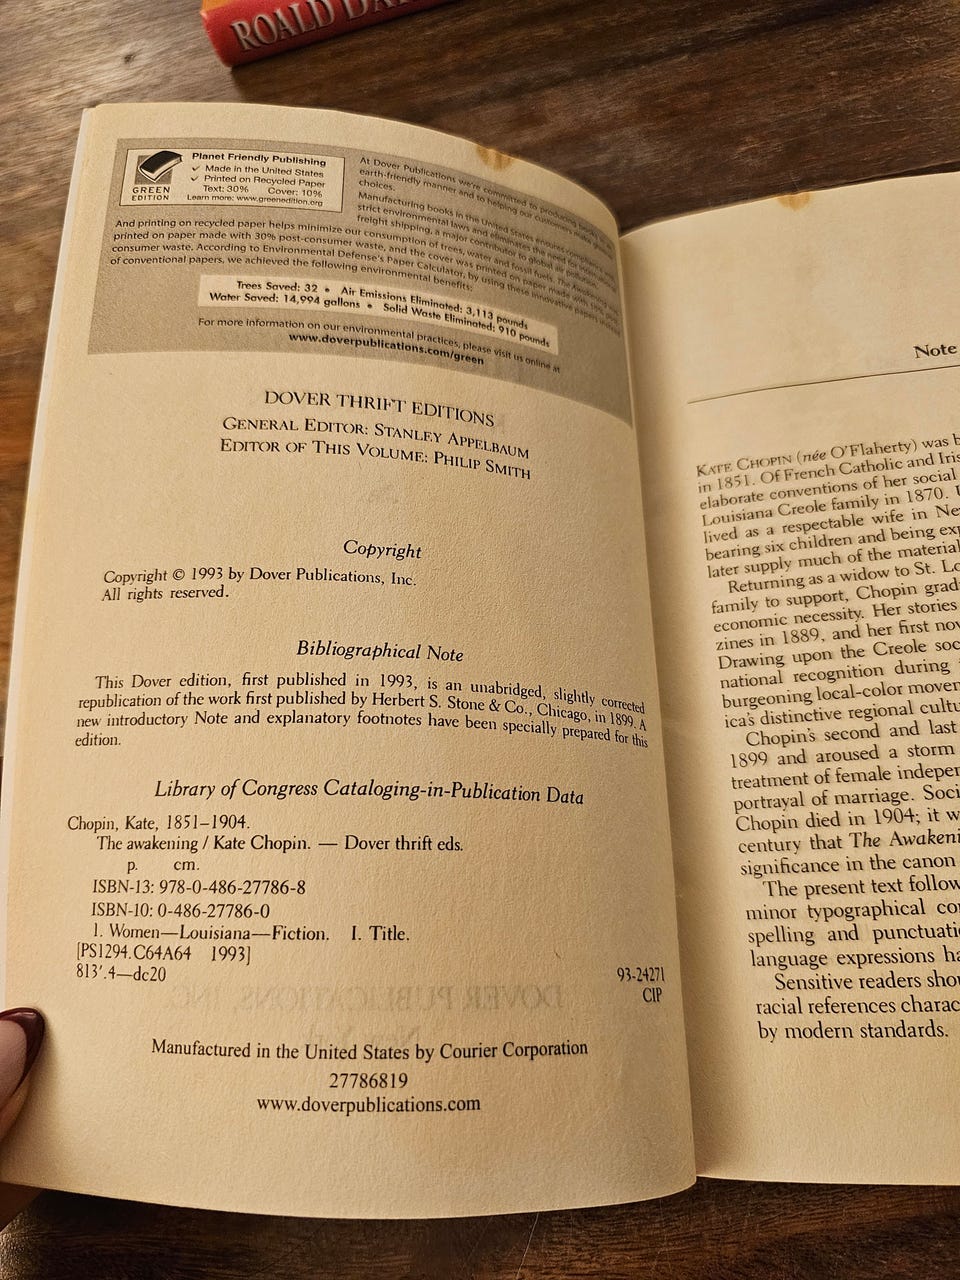 ROALD DA
Planet Friendly Publishing
✓ Made in the United States
✓ Printed on Recycled Paper
Text: 30% Cover: 10%
Learn more: www.greenedition.org
GREEN
EDITION
At Dover Publications we're committed to producing books in an
earth-friendly manner and to helping our customers make greener
choices.
Manufacturing books in the United States ensures compliance with
strict environmental laws and eliminates the need for international
freight shipping, a major contributor to global air pollution.
And printing on recycled paper helps minimize our consumption of trees, water and fossil fuels. The Awakening was
printed on paper made with 30% post-consumer waste, and the cover was printed on paper made with 10% post-
consumer waste. According to Environmental Defense's Paper Calculator, by using these innovative papers instead
of conventional papers, we achieved the following environmental benefits:
Trees Saved: 32 • Air Emissions Eliminated: 3,113 pounds
Water Saved: 14,994 gallons • Solid Waste Eliminated: 910 pounds
For more information on our environmental practices, please visit us online at
www.doverpublications.com/green
DOVER THRIFT EDITIONS
GENERAL EDITOR: STANLEY APPELBAUM
EDITOR OF THIS VOLUME: PHILIP SMITH
Copyright
Copyright © 1993 by Dover Publications, Inc.
All rights reserved.
Bibliographical Note
This Dover edition, first published in 1993, is an unabridged, slightly corrected
republication of the work first published by Herbert S. Stone & Co., Chicago, in 1899. A
new introductory Note and explanatory footnotes have been specially prepared for this
edition.
Library of Congress Cataloging-in-Publication Data
Chopin, Kate, 1851–1904.
The awakening / Kate Chopin. — Dover thrift eds.
p. cm.
ISBN-13: 978-0-486-27786-8
ISBN-10: 0-486-27786-0
1. Women—Louisiana—Fiction. I. Title.
[PS1294.C64A64 1993]
813'.4—dc20
93-24271
CIP
Manufactured in the United States by Courier Corporation
27786819
www.doverpublications.com
Note
KATE CHOPIN (née O'Flaherty) was b
in 1851. Of French Catholic and Iris
elaborate conventions of her social
Louisiana Creole family in 1870. U
lived as a respectable wife in Ne
bearing six children and being exp
later supply much of the material
Returning as a widow to St. Lo
family to support, Chopin grad
economic necessity. Her stories
zines in 1889, and her first nov
Drawing upon the Creole soc
national recognition during
burgeoning local-color movem
ica's distinctive regional cultu
Chopin's second and last
1899 and aroused a storm
treatment of female indepen
portrayal of marriage. Soci
Chopin died in 1904; it w
century that The Awakeni
significance in the canon
The present text follow
minor typographical cor
spelling and punctuatio
language expressions ha
Sensitive readers shou
racial references charac
by modern standards.